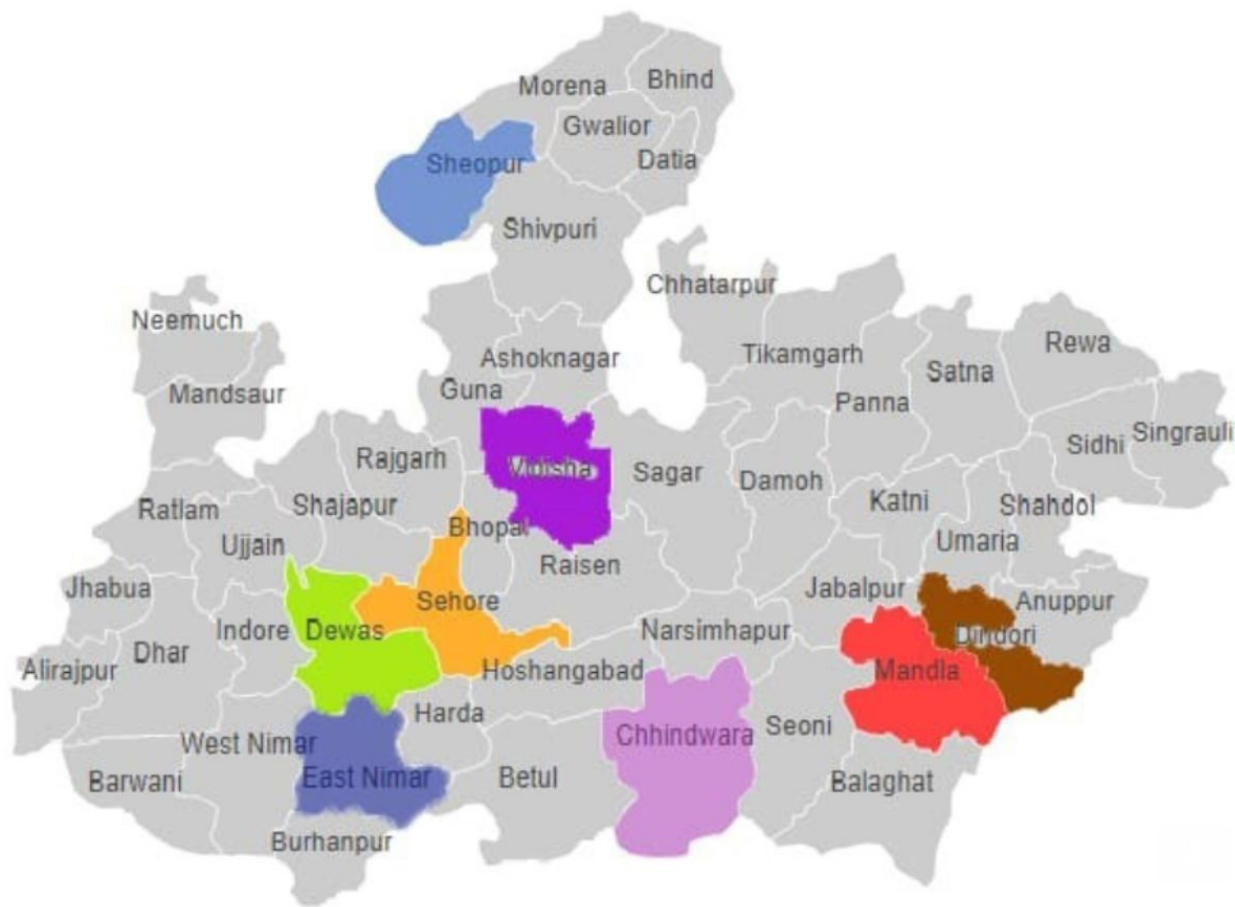 Morena
Bhind
Gwalior
Datia
Sheopur
Shivpuri
Chhatarpur
Neemuch
Ashoknagar
Tikamgarh
Rewa
Satna
Mandsaur
Guna
Panna
Singrauli
Sidhi
Rajgarh
Vidisha
Sagar
Damoh
Katni
Shahdol
Ratlam
Shajapur
Bhopal
Umaria
Ujjain
Raisen
Jhabua
Sehore
Jabalpur
Anuppur
Indore
Dewas
Narsimhapur
Dindori
Dhar
Alirajpur
Hoshangabad
Mandla
Harda
Seoni
Chhindwara
West Nimar
Barwani
East Nimar
Betul
Balaghat
Burhanpur